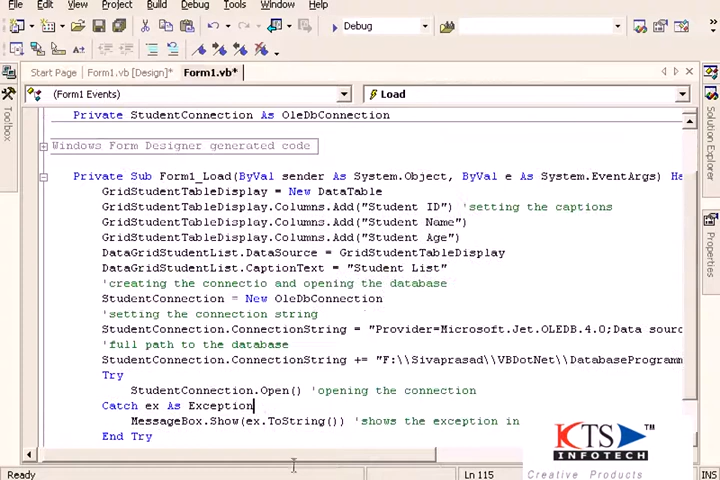 File Edit View Project Build Debug Tools Window Help
Debug
Start Page Form1.vb [Design]* Form1.vb*
(Form1 Events) Load
Private StudentConnection As OleDbConnection
Windows Form Designer generated code
Private Sub Form1_Load(ByVal sender As System.Object, ByVal e As System.EventArgs) Ha
GridStudentTableDisplay = New DataTable
GridStudentTableDisplay.Columns.Add("Student ID") 'setting the captions
GridStudentTableDisplay.Columns.Add("Student Name")
GridStudentTableDisplay.Columns.Add("Student Age")
DataGridStudentList.DataSource = GridStudentTableDisplay
DataGridStudentList.CaptionText = "Student List"
'creating the connectio and opening the database
StudentConnection = New OleDbConnection
'setting the connection string
StudentConnection.ConnectionString = "Provider=Microsoft.Jet.OLEDB.4.0;Data sourc
'full path to the database
StudentConnection.ConnectionString += "F:\\Sivaprasad\\VBDotNet\\DatabaseProgramm
Try
StudentConnection.Open() 'opening the connection
Catch ex As Exception
MessageBox.Show(ex.ToString()) 'shows the exception in
End Try
Toolbox
Solution Explorer
Properties
KTS ™
INFOTECH
Creative Products
Ready Ln 115 INS